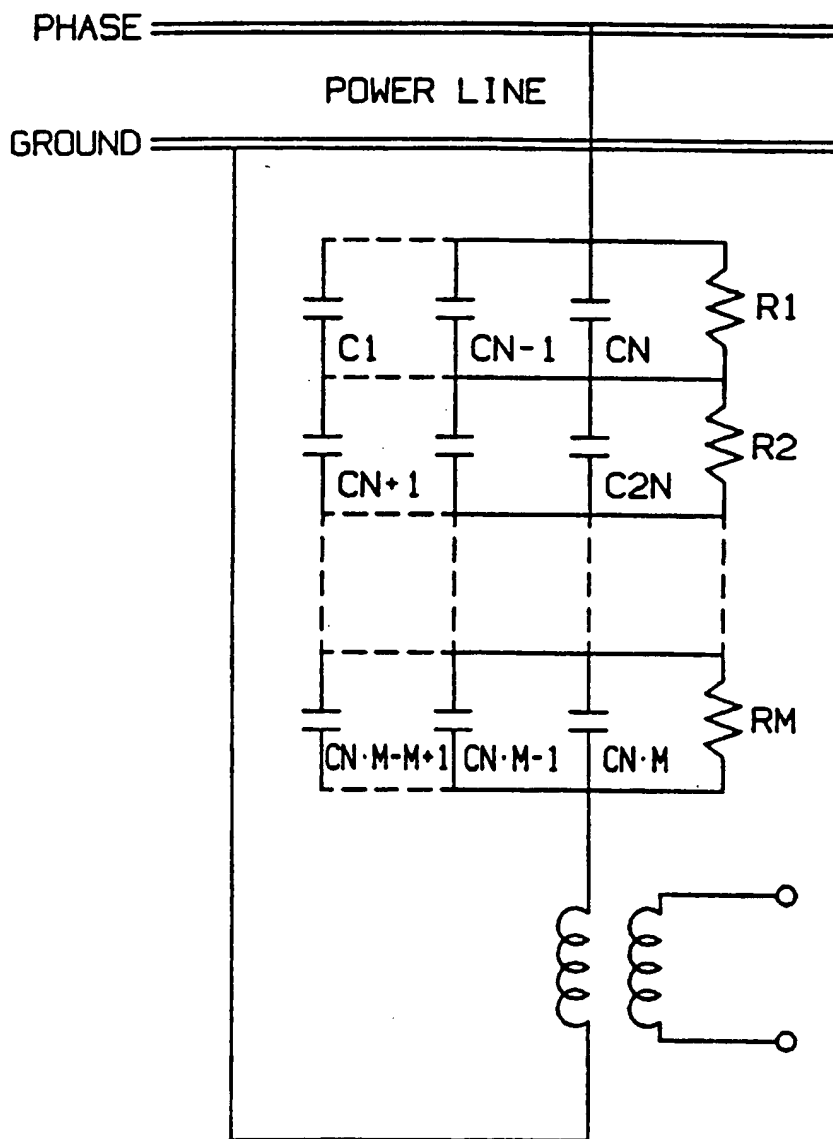 PHASE
POWER LINE
GROUND
R1
C1 CN-1 CN
R2
CN+1 C2N
RM
CN·M-M+1 CN·M-1 CN·M